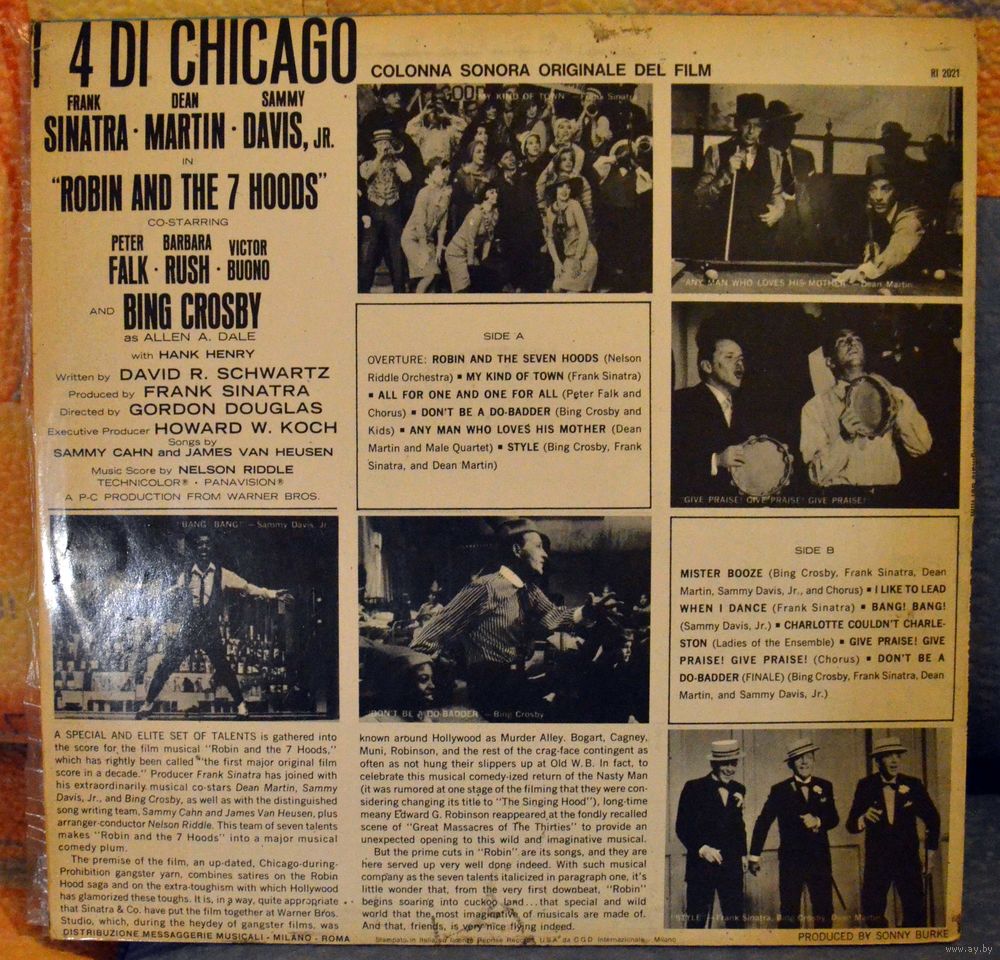 I 4 DI CHICAGO
COLONNA SONORA ORIGINALE DEL FILM
RI 2021
FRANK DEAN SAMMY
SINATRA · MARTIN · DAVIS, JR.
IN
"ROBIN AND THE 7 HOODS"
CO-STARRING
PETER BARBARA VICTOR
FALK · RUSH · BUONO
AND BING CROSBY
as ALLEN A. DALE
with HANK HENRY
Written by DAVID R. SCHWARTZ
Produced by FRANK SINATRA
Directed by GORDON DOUGLAS
Executive Producer HOWARD W. KOCH
Songs by
SAMMY CAHN and JAMES VAN HEUSEN
Music Score by NELSON RIDDLE
TECHNICOLOR® · PANAVISION®
A P-C PRODUCTION FROM WARNER BROS.
GOOD
MY KIND OF TOWN — Frank Sinatra
"ANY MAN WHO LOVES HIS MOTHER" — Dean Martin
SIDE A
OVERTURE: ROBIN AND THE SEVEN HOODS (Nelson
Riddle Orchestra) ▪ MY KIND OF TOWN (Frank Sinatra)
▪ ALL FOR ONE AND ONE FOR ALL (Peter Falk and
Chorus) ▪ DON'T BE A DO-BADDER (Bing Crosby and
Kids) ▪ ANY MAN WHO LOVES HIS MOTHER (Dean
Martin and Male Quartet) ▪ STYLE (Bing Crosby, Frank
Sinatra, and Dean Martin)
"GIVE PRAISE! GIVE PRAISE! GIVE PRAISE!"
"BANG! BANG!" — Sammy Davis, Jr.
"DON'T BE A DO-BADDER" — Bing Crosby
SIDE B
MISTER BOOZE (Bing Crosby, Frank Sinatra, Dean
Martin, Sammy Davis, Jr., and Chorus) ▪ I LIKE TO LEAD
WHEN I DANCE (Frank Sinatra) ▪ BANG! BANG!
(Sammy Davis, Jr.) ▪ CHARLOTTE COULDN'T CHARLE-
STON (Ladies of the Ensemble) ▪ GIVE PRAISE! GIVE
PRAISE! GIVE PRAISE! (Chorus) ▪ DON'T BE A
DO-BADDER (FINALE) (Bing Crosby, Frank Sinatra, Dean
Martin, and Sammy Davis, Jr.)
A SPECIAL AND ELITE SET OF TALENTS is gathered into
the score for the film musical "Robin and the 7 Hoods,"
which has rightly been called "the first major original film
score in a decade." Producer Frank Sinatra has joined with
his extraordinarily musical co-stars Dean Martin, Sammy
Davis, Jr., and Bing Crosby, as well as with the distinguished
song writing team, Sammy Cahn and James Van Heusen, plus
arranger-conductor Nelson Riddle. This team of seven talents
makes "Robin and the 7 Hoods" into a major musical
comedy plum.
The premise of the film, an up-dated, Chicago-during-
Prohibition gangster yarn, combines satires on the Robin
Hood saga and on the extra-toughism with which Hollywood
has glamorized these toughs. It is, in a way, quite appropriate
that Sinatra & Co. have put the film together at Warner Bros.
Studio, which, during the heyday of gangster films, was
known around Hollywood as Murder Alley. Bogart, Cagney,
Muni, Robinson, and the rest of the crag-face contingent as
often as not hung their slippers up at Old W.B. In fact, to
celebrate this musical comedy-ized return of the Nasty Man
(it was rumored at one stage of the filming that they were con-
sidering changing its title to "The Singing Hood"), long-time
meany Edward G. Robinson reappeared at the fondly recalled
scene of "Great Massacres of The Thirties" to provide an
unexpected opening to this wild and imaginative musical.
But the prime cuts in "Robin" are its songs, and they are
here served up very well done indeed. With such musical
company as the seven talents italicized in paragraph one, it's
little wonder that, from the very first downbeat, "Robin"
begins soaring into cuckoo land...that special and wild
world that the most imaginative of musicals are made of.
And that, friends, is very nice flying indeed.
"STYLE" — Frank Sinatra, Bing Crosby, Dean Martin
DISTRIBUZIONE MESSAGGERIE MUSICALI - MILANO - ROMA
Stampato in Italia su licenza Reprise Records U.S.A. da C.G.D. Internazionale, Milano
PRODUCED BY SONNY BURKE
www.ay.by